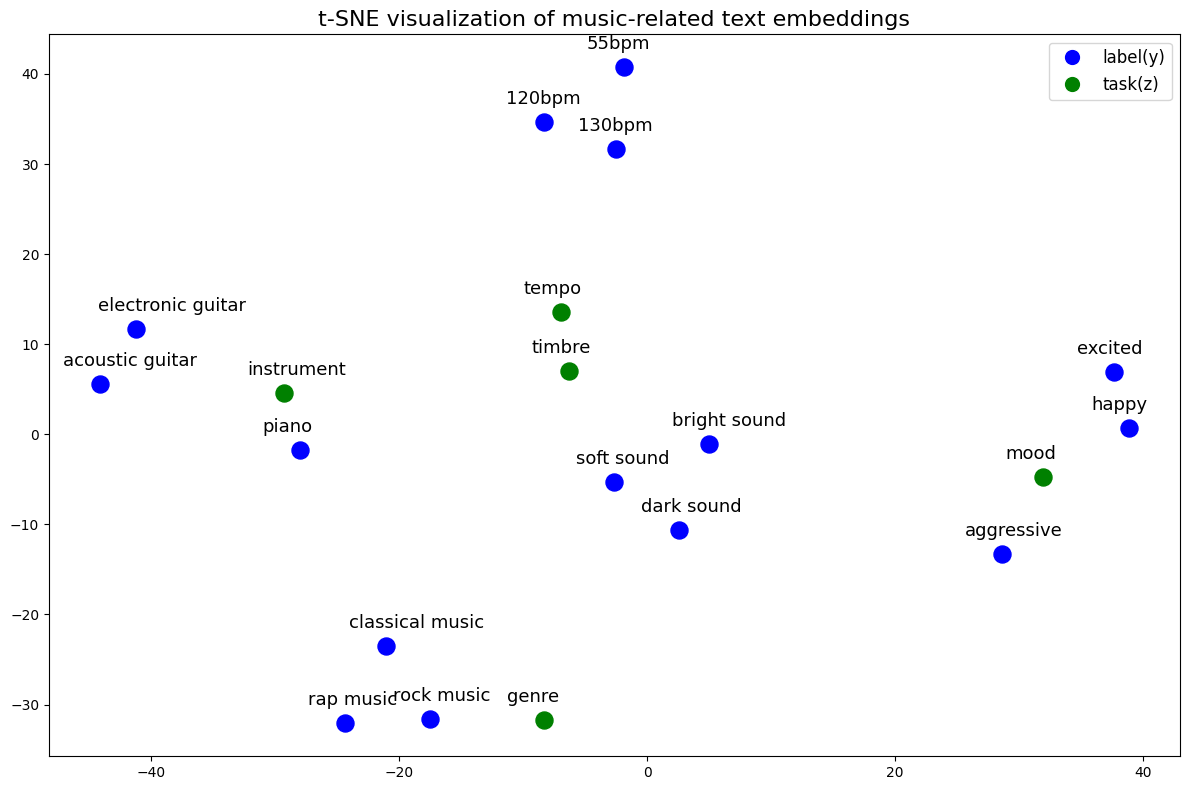 t-SNE visualization of music-related text embeddings
55bpm
label(y)
task(z)
120bpm
130bpm
tempo
electronic guitar
timbre
excited
acoustic guitar
instrument
happy
piano
bright sound
soft sound
mood
dark sound
aggressive
classical music
rap music
rock music
genre
40
30
20
10
0
−10
−20
−30
−40
−20
0
20
40